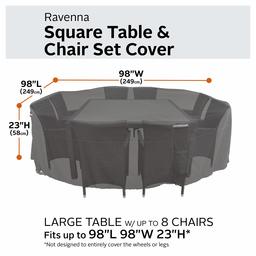 Ravenna
Square Table &
Chair Set Cover
98"W
(249cm)
98"L
(249cm)
23"H
(58cm)
LARGE TABLE W/ UP TO 8 CHAIRS
Fits up to 98"L 98"W 23"H*
*Not designed to entirely cover the wheels or legs